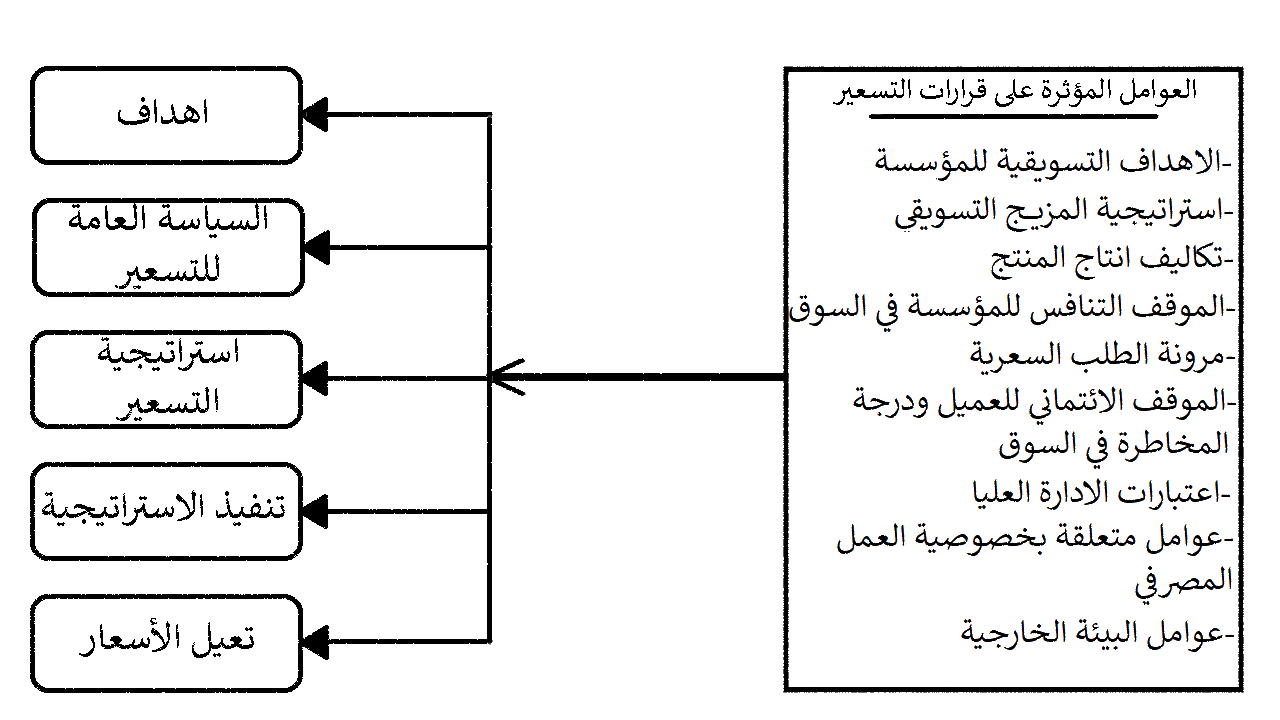 العوامل المؤثرة على قرارات التسعير
-الاهداف التسويقية للمؤسسة
-استراتيجية المزيج التسويقي
-تكاليف انتاج المنتج
-الموقف التنافس للمؤسسة في السوق
-مرونة الطلب السعرية
-الموقف الائتماني للعميل ودرجة
المخاطرة في السوق
-اعتبارات الادارة العليا
-عوامل متعلقة بخصوصية العمل
المصرفي
-عوامل البيئة الخارجية
اهداف
السياسة العامة
للتسعير
استراتيجية
التسعير
تنفيذ الاستراتيجية
تعيل الأسعار